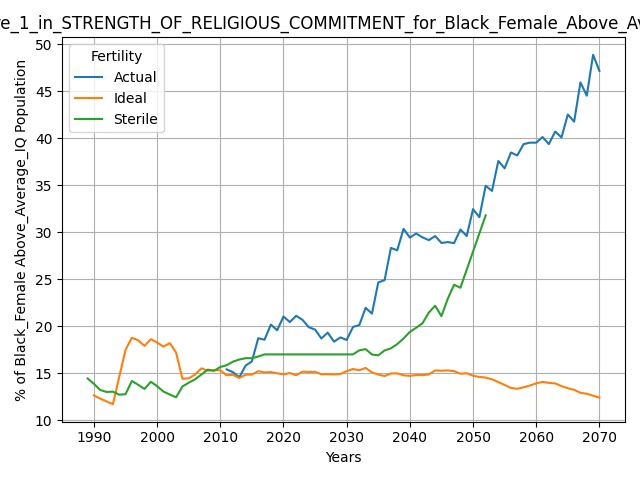 e_1_in_STRENGTH_OF_RELIGIOUS_COMMITMENT_for_Black_Female_Above_Av
50
45
40
35
30
25
20
15
10
% of Black_Female Above_Average_IQ Population
Fertility
Actual
Ideal
Sterile
1990 2000 2010 2020 2030 2040 2050 2060 2070
Years